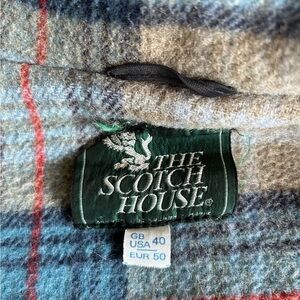 THE
SCOTCH
HOUSE®
GB
USA 40
EUR 50